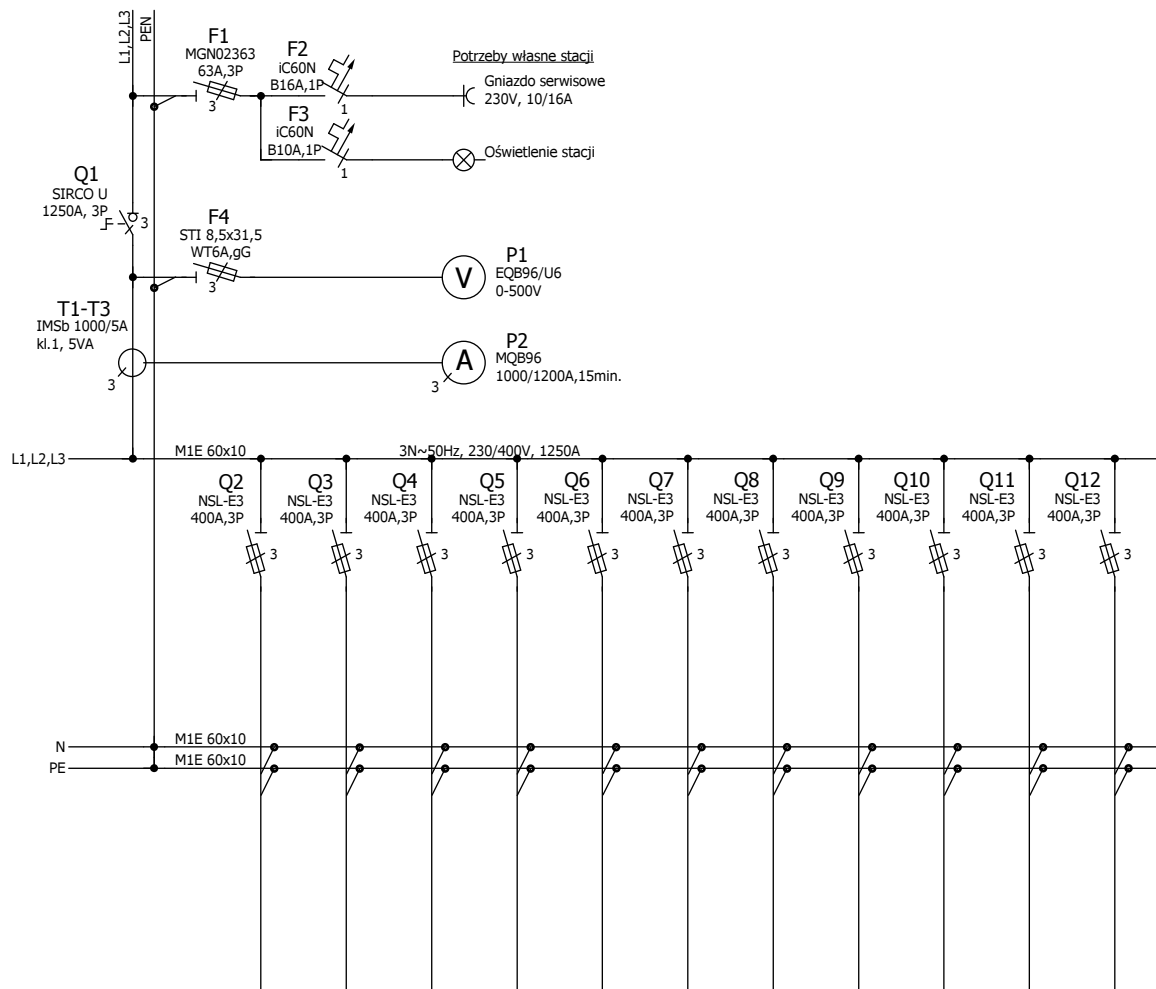 L1,L2,L3
PEN
F1
MGN02363
63A,3P
3
F2
iC60N
B16A,1P
1
Potrzeby własne stacji
Gniazdo serwisowe
230V, 10/16A
F3
iC60N
B10A,1P
1
Oświetlenie stacji
Q1
SIRCO U
1250A, 3P
3
F4
STI 8,5x31,5
WT6A,gG
3
V
P1
EQB96/U6
0-500V
T1-T3
IMSb 1000/5A
kl.1, 5VA
3
A
3
P2
MQB96
1000/1200A,15min.
L1,L2,L3
M1E 60x10
3N~50Hz, 230/400V, 1250A
Q2
NSL-E3
400A,3P
3
Q3
NSL-E3
400A,3P
3
Q4
NSL-E3
400A,3P
3
Q5
NSL-E3
400A,3P
3
Q6
NSL-E3
400A,3P
3
Q7
NSL-E3
400A,3P
3
Q8
NSL-E3
400A,3P
3
Q9
NSL-E3
400A,3P
3
Q10
NSL-E3
400A,3P
3
Q11
NSL-E3
400A,3P
3
Q12
NSL-E3
400A,3P
3
N
M1E 60x10
PE
M1E 60x10